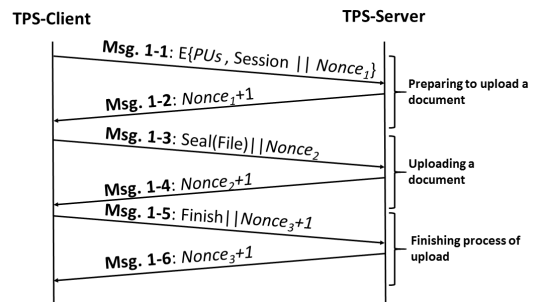 TPS-Client TPS-Server
Msg. 1-1: E{PUs, Session || Nonce₁}
Msg. 1-2: Nonce₁+1
Preparing to upload a
document
Msg. 1-3: Seal(File)||Nonce₂
Msg. 1-4: Nonce₂+1
Uploading a
document
Msg. 1-5: Finish||Nonce₃+1
Msg. 1-6: Nonce₃+1
Finishing process of
upload